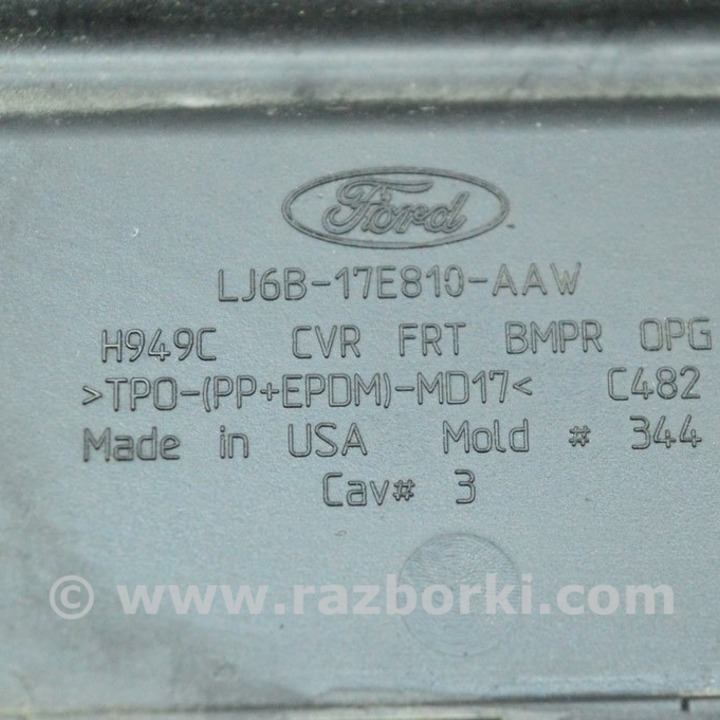 Ford
LJ6B-17E810-AAW
H949C CVR FRT BMPR OPG
>TPO-(PP+EPDM)-MD17< C482
Made in USA Mold # 344
Cav# 3
© www.razborki.com